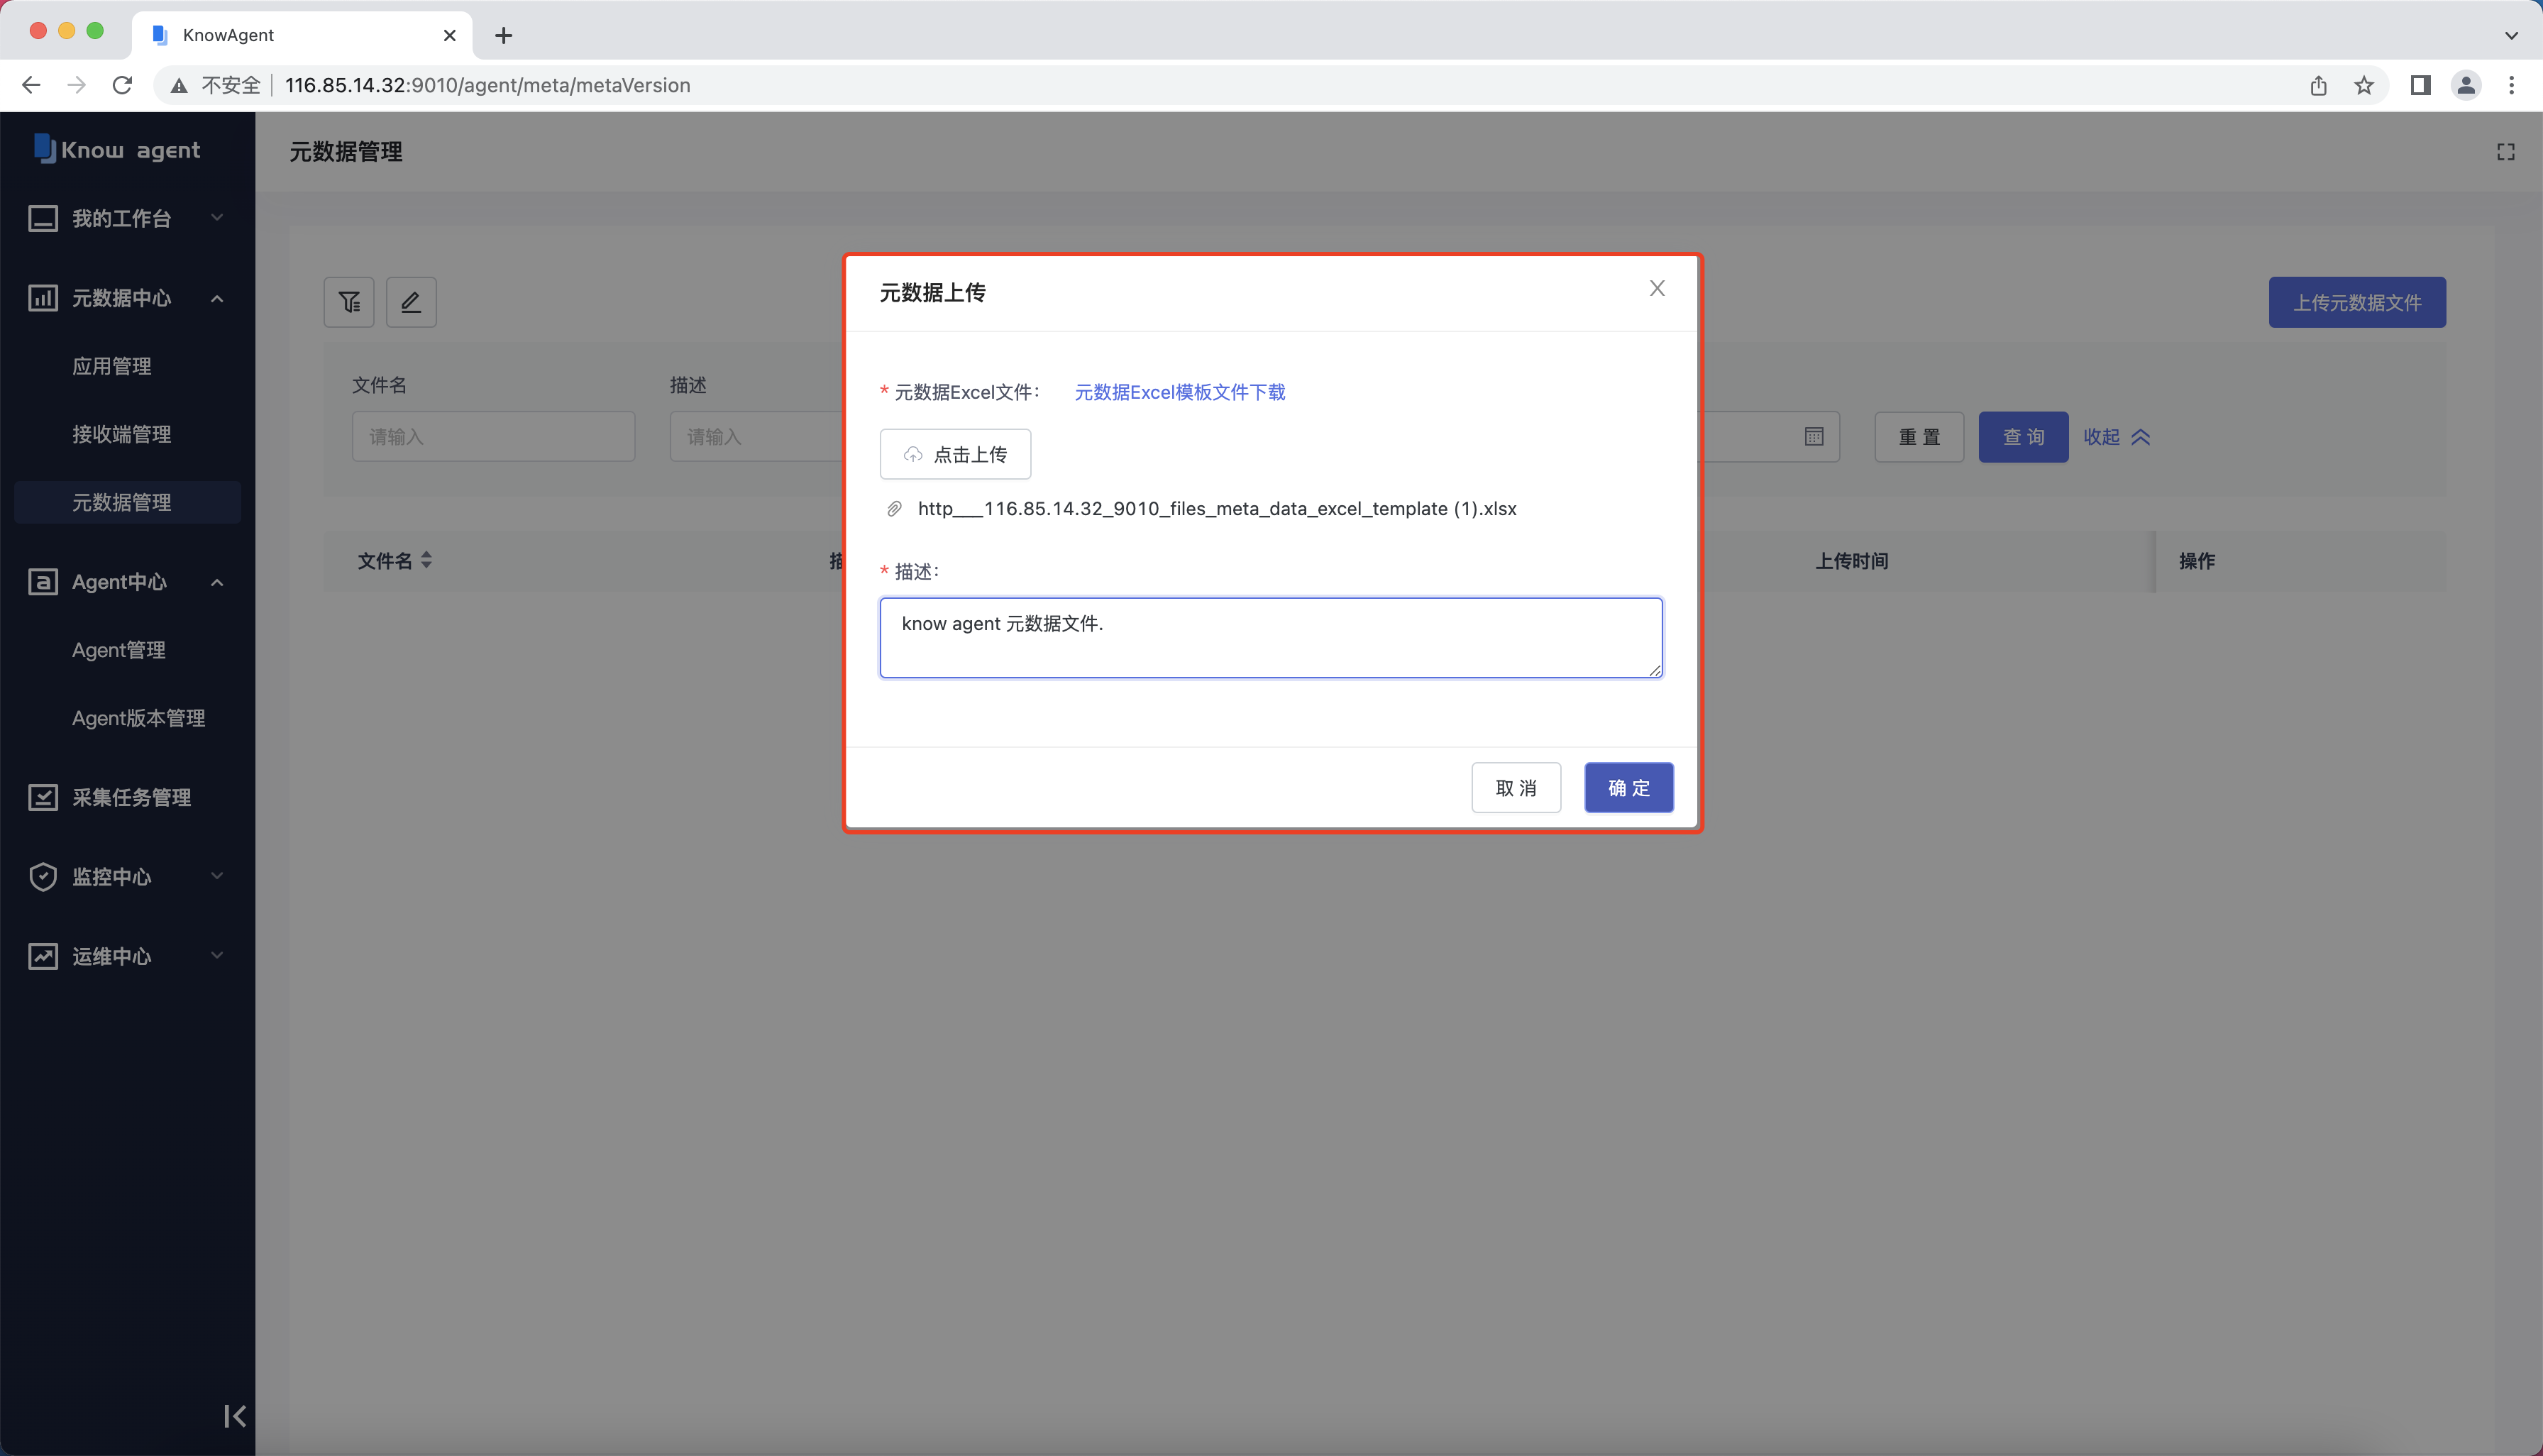 KnowAgent
不安全 116.85.14.32:9010/agent/meta/metaVersion
Know agent
我的工作台
元数据中心
应用管理
接收端管理
元数据管理
Agent中心
Agent管理
Agent版本管理
采集任务管理
监控中心
运维中心
元数据管理
上传元数据文件
文件名
请输入
描述
请输入
重 置
查 询
收起
文件名
描
上传时间
操作
元数据上传
* 元数据Excel文件: 元数据Excel模板文件下载
点击上传
http___116.85.14.32_9010_files_meta_data_excel_template (1).xlsx
* 描述:
know agent 元数据文件.
取 消
确 定